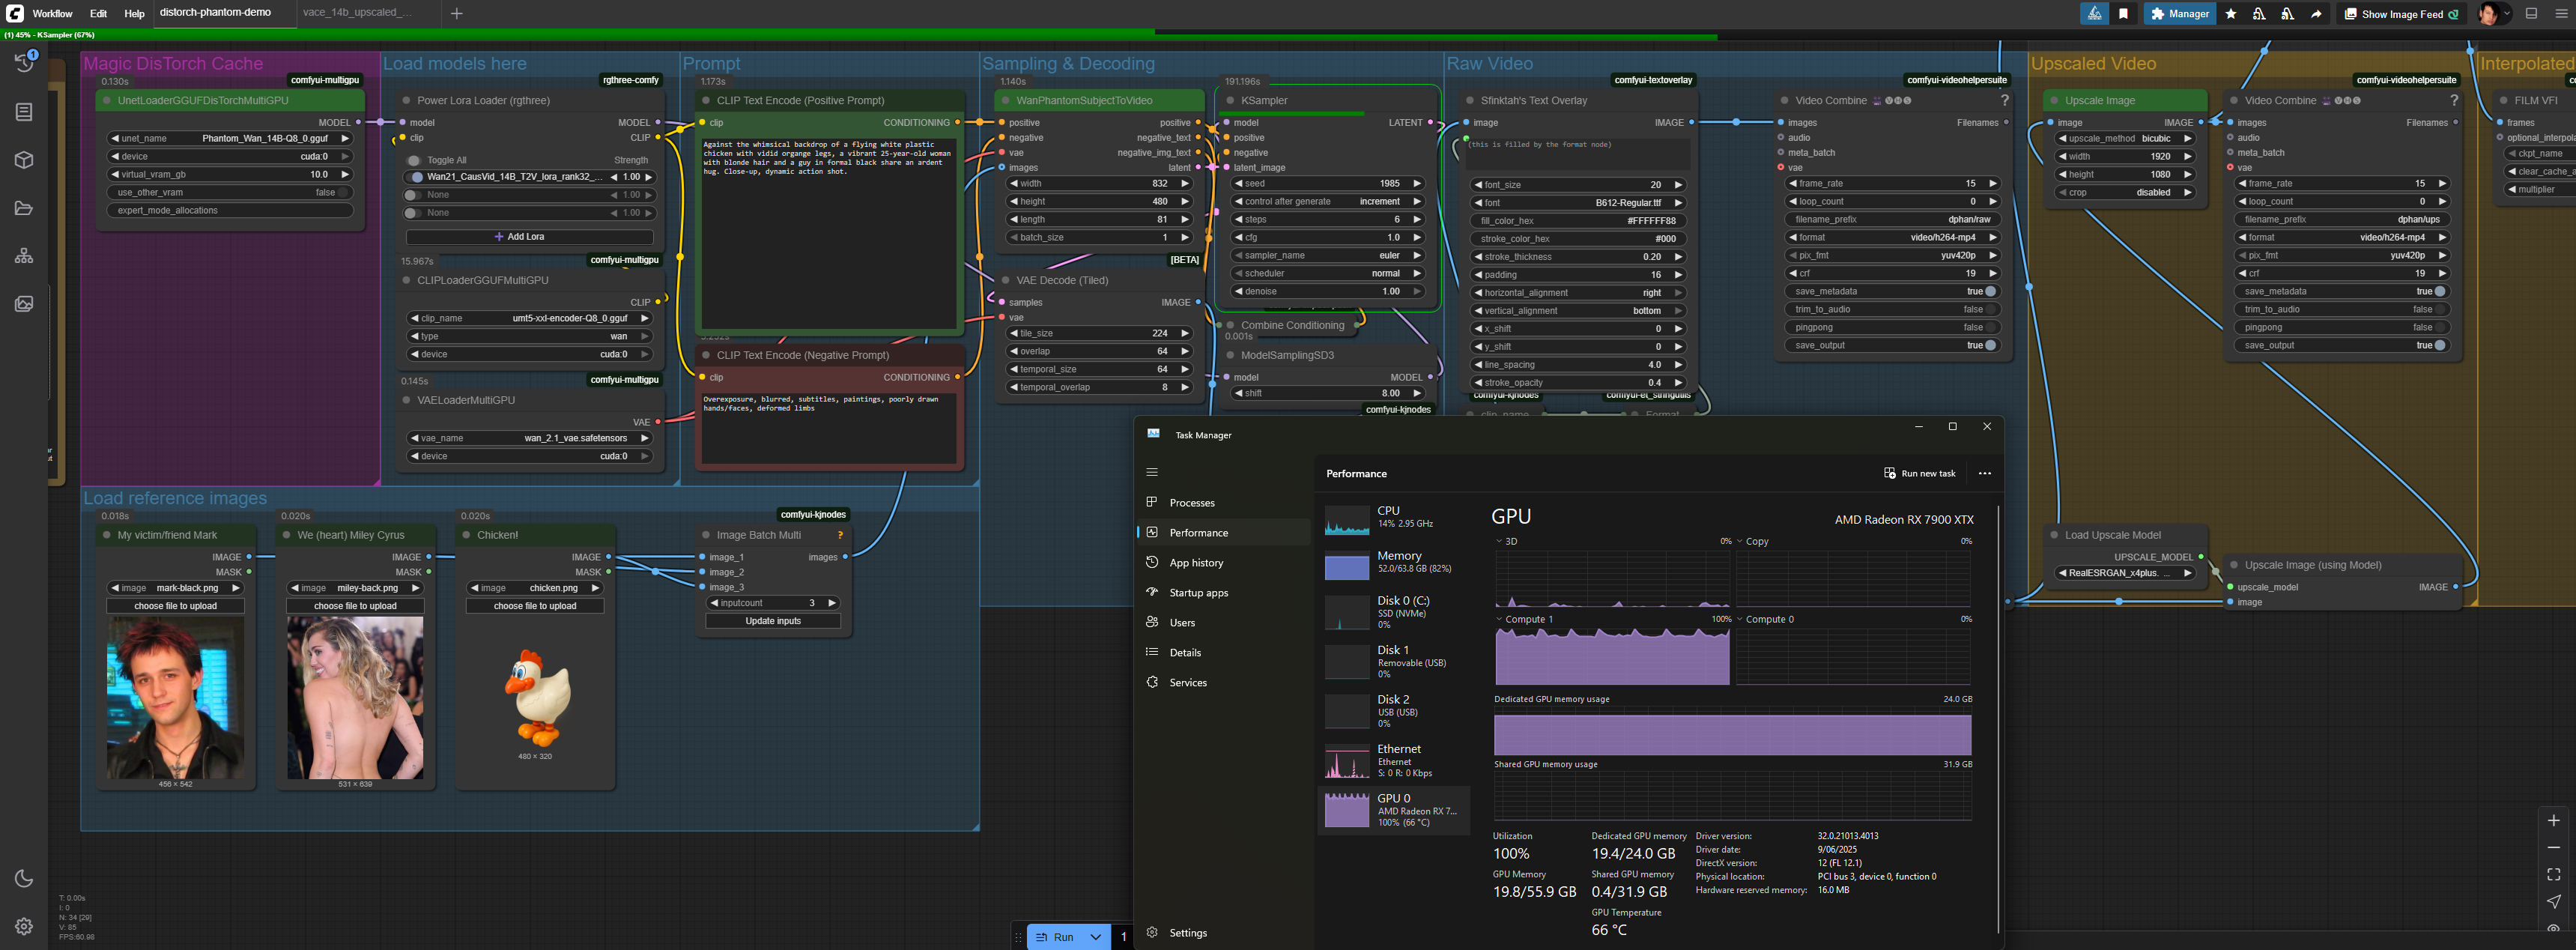 Workflow
Edit
Help
distorch-phantom-demo
vace_14b_upscaled_...
Manager
Show Image Feed
(1) 45% - KSampler (67%)
1
Magic DisTorch Cache
0.130s
comfyui-multigpu
UnetLoaderGGUFDisTorchMultiGPU
MODEL
unet_name Phantom_Wan_14B-Q8_0.gguf
device cuda:0
virtual_vram_gb 10.0
use_other_vram false
expert_mode_allocations
Load models here
rgthree-comfy
Power Lora Loader (rgthree)
model MODEL
clip CLIP
Toggle All Strength
Wan21_CausVid_14B_T2V_lora_rank32_... 1.00
None 1.00
None 1.00
Add Lora
15.967s
comfyui-multigpu
CLIPLoaderGGUFMultiGPU
CLIP
clip_name umt5-xxl-encoder-Q8_0.gguf
type wan
device cuda:0
0.145s
comfyui-multigpu
VAELoaderMultiGPU
VAE
vae_name wan_2.1_vae.safetensors
device cuda:0
Prompt
1.173s
CLIP Text Encode (Positive Prompt)
clip CONDITIONING
Against the whimsical backdrop of a flying white plastic
chicken with vidid organge legs, a vibrant 25-year-old woman
with blonde hair and a guy in formal black share an ardent
hug. Close-up, dynamic action shot.
CLIP Text Encode (Negative Prompt)
clip CONDITIONING
Overexposure, blurred, subtitles, paintings, poorly drawn
hands/faces, deformed limbs
Sampling & Decoding
1.140s
WanPhantomSubjectToVideo
positive positive
negative negative_text
vae negative_img_text
images latent
width 832
height 480
length 81
batch_size 1
[BETA]
VAE Decode (Tiled)
samples IMAGE
vae
tile_size 224
overlap 64
temporal_size 64
temporal_overlap 8
191.196s
KSampler
model LATENT
positive
negative
latent_image
seed 1985
control after generate increment
steps 6
cfg 1.0
sampler_name euler
scheduler normal
denoise 1.00
Combine Conditioning
0.001s
ModelSamplingSD3
model MODEL
shift 8.00
comfyui-kjnodes
Raw Video
comfyui-textoverlay
Sfinktah's Text Overlay
image IMAGE
(this is filled by the format node)
font_size 20
font B612-Regular.ttf
fill_color_hex #FFFFFF88
stroke_color_hex #000
stroke_thickness 0.20
padding 16
horizontal_alignment right
vertical_alignment bottom
x_shift 0
y_shift 0
line_spacing 4.0
stroke_opacity 0.4
comfyui-kjnodes
comfyui-et_stringutils
clip_name
Format
comfyui-videohelpersuite
Video Combine ?
images Filenames
audio
meta_batch
vae
frame_rate 15
loop_count 0
filename_prefix dphan/raw
format video/h264-mp4
pix_fmt yuv420p
crf 19
save_metadata true
trim_to_audio false
pingpong false
save_output true
Upscaled Video
Upscale Image
image IMAGE
upscale_method bicubic
width 1920
height 1080
crop disabled
comfyui-videohelpersuite
Video Combine ?
images Filenames
audio
meta_batch
vae
frame_rate 15
loop_count 0
filename_prefix dphan/ups
format video/h264-mp4
pix_fmt yuv420p
crf 19
save_metadata true
trim_to_audio false
pingpong false
save_output true
Load Upscale Model
UPSCALE_MODEL
RealESRGAN_x4plus. ...
Upscale Image (using Model)
upscale_model IMAGE
image
Interpolated
FILM VFI
frames
optional_interpola
ckpt_name
clear_cache_a
multiplier
Load reference images
0.018s
My victim/friend Mark
IMAGE
MASK
image mark-black.png
choose file to upload
456 × 542
0.020s
We (heart) Miley Cyrus
IMAGE
MASK
image miley-back.png
choose file to upload
531 × 639
0.020s
Chicken!
IMAGE
MASK
image chicken.png
choose file to upload
480 × 320
comfyui-kjnodes
Image Batch Multi ?
image_1 images
image_2
image_3
inputcount 3
Update inputs
T: 0.00s
I: 0
N: 34 [29]
V: 85
FPS:60.98
Run
1
Task Manager
Performance
Run new task
Processes
Performance
App history
Startup apps
Users
Details
Services
Settings
CPU
14% 2.95 GHz
Memory
52.0/63.8 GB (82%)
Disk 0 (C:)
SSD (NVMe)
0%
Disk 1
Removable (USB)
0%
Disk 2
USB (USB)
0%
Ethernet
Ethernet
S: 0 R: 0 Kbps
GPU 0
AMD Radeon RX 7...
100% (66 °C)
GPU
AMD Radeon RX 7900 XTX
3D 0%
Copy 0%
Compute 1 100%
Compute 0 0%
Dedicated GPU memory usage 24.0 GB
Shared GPU memory usage 31.9 GB
Utilization
100%
Dedicated GPU memory
19.4/24.0 GB
GPU Memory
19.8/55.9 GB
Shared GPU memory
0.4/31.9 GB
GPU Temperature
66 °C
Driver version: 32.0.21013.4013
Driver date: 9/06/2025
DirectX version: 12 (FL 12.1)
Physical location: PCI bus 3, device 0, function 0
Hardware reserved memory: 16.0 MB